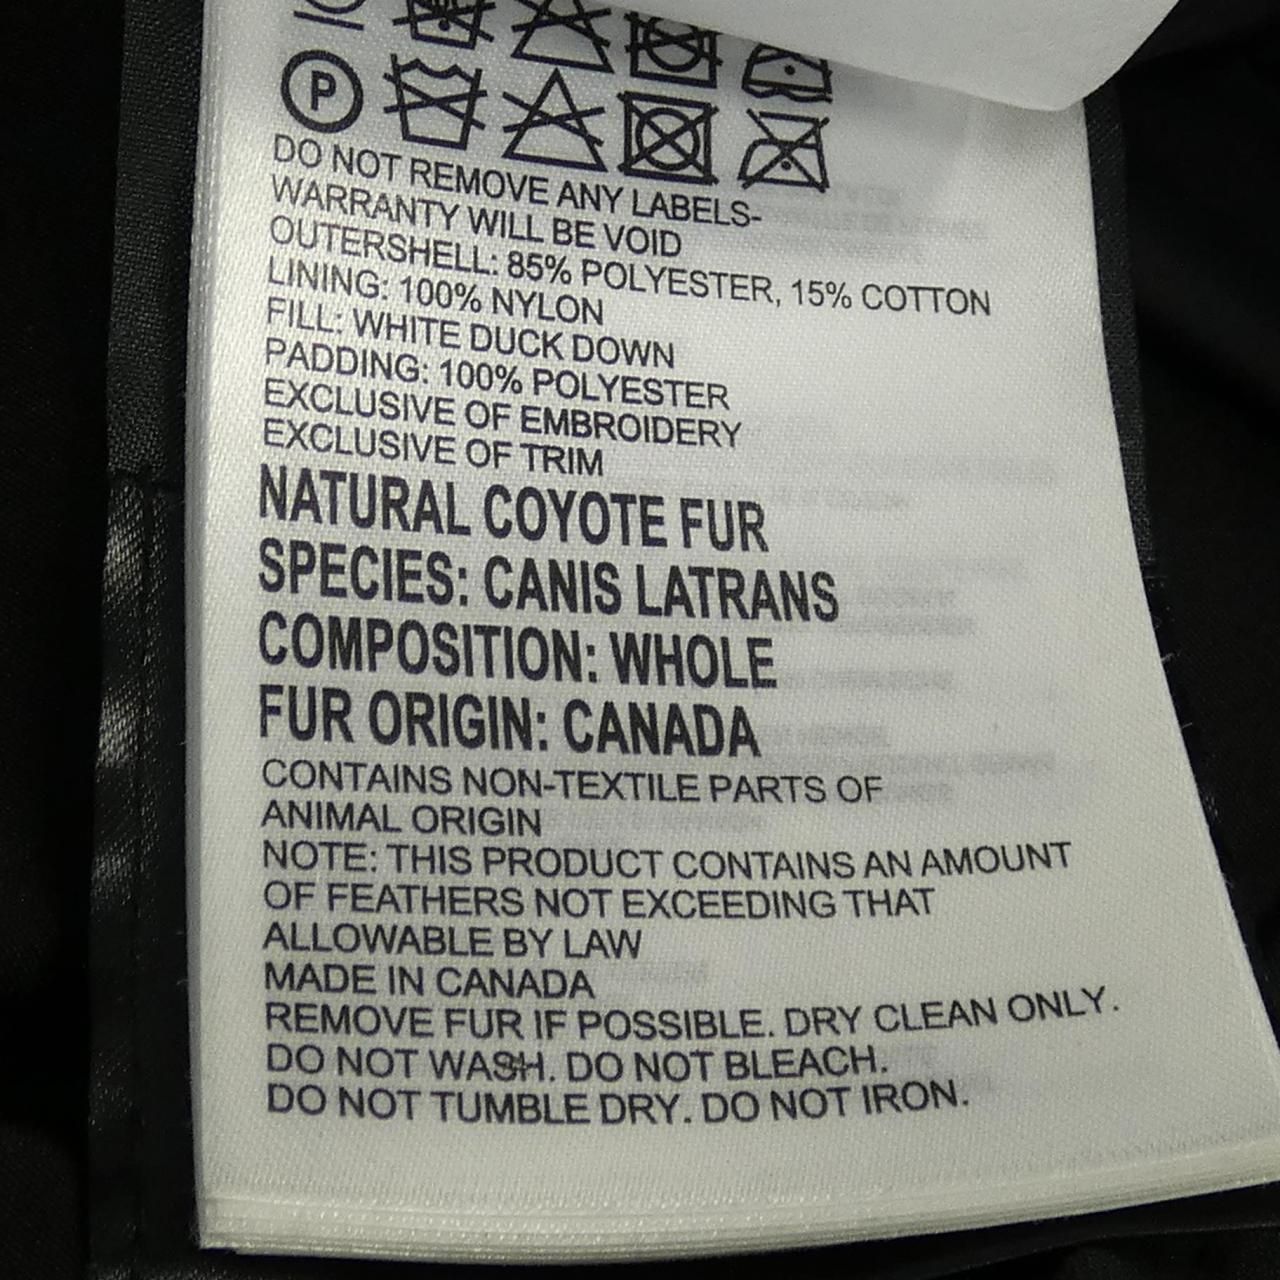 P
DO NOT REMOVE ANY LABELS-
WARRANTY WILL BE VOID
OUTERSHELL: 85% POLYESTER, 15% COTTON
LINING: 100% NYLON
FILL: WHITE DUCK DOWN
PADDING: 100% POLYESTER
EXCLUSIVE OF EMBROIDERY
EXCLUSIVE OF TRIM
NATURAL COYOTE FUR
SPECIES: CANIS LATRANS
COMPOSITION: WHOLE
FUR ORIGIN: CANADA
CONTAINS NON-TEXTILE PARTS OF
ANIMAL ORIGIN
NOTE: THIS PRODUCT CONTAINS AN AMOUNT
OF FEATHERS NOT EXCEEDING THAT
ALLOWABLE BY LAW
MADE IN CANADA
REMOVE FUR IF POSSIBLE. DRY CLEAN ONLY.
DO NOT WASH. DO NOT BLEACH.
DO NOT TUMBLE DRY. DO NOT IRON.